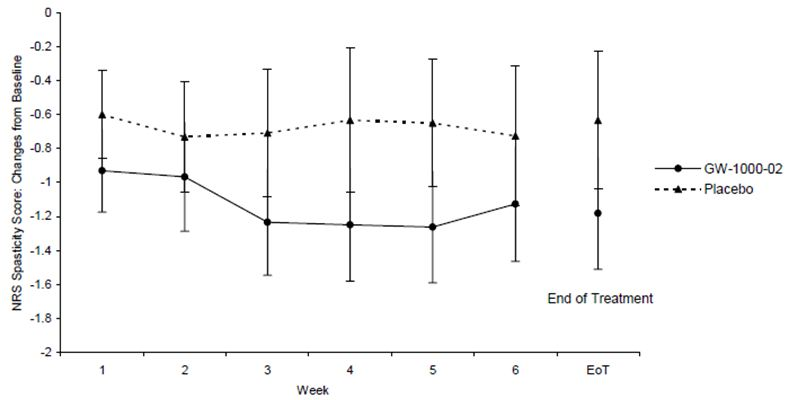 0
-0.2
-0.4
-0.6
-0.8
-1
-1.2
-1.4
-1.6
-1.8
-2
NRS Spasticity Score: Changes from Baseline
1 2 3 4 5 6 EoT
Week
End of Treatment
GW-1000-02
Placebo